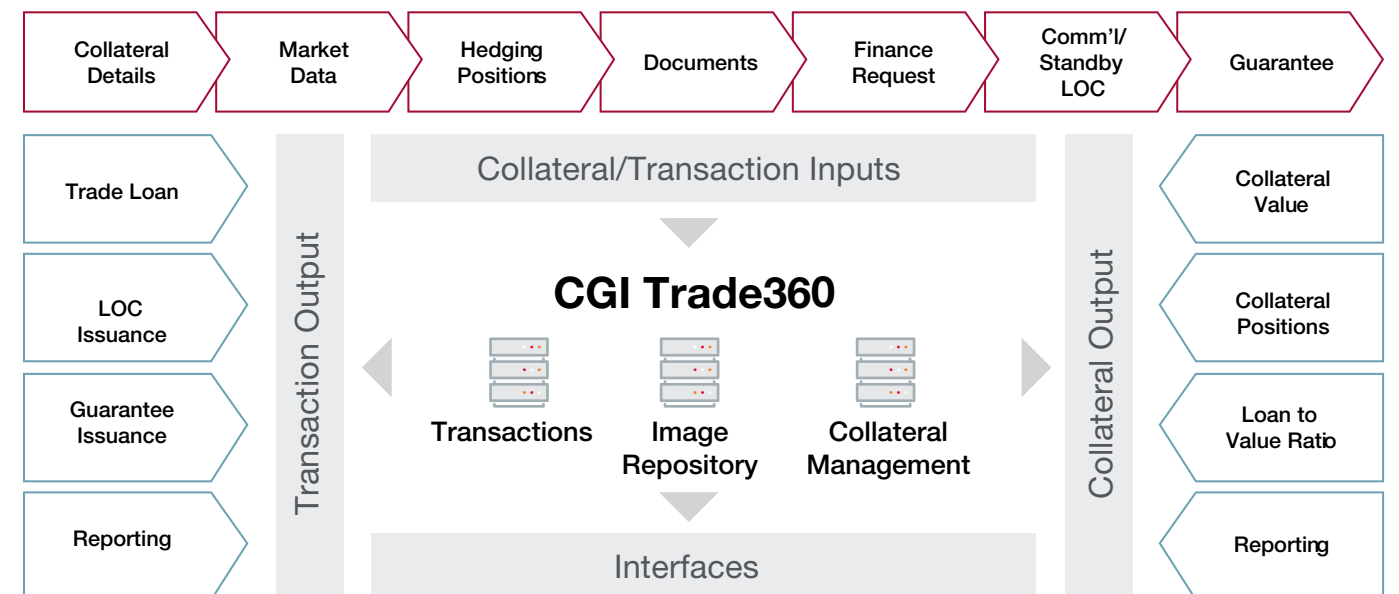 Collateral
Details
Market
Data
Hedging
Positions
Documents
Finance
Request
Comm'l/
Standby
LOC
Guarantee
Trade Loan
LOC
Issuance
Guarantee
Issuance
Reporting
Transaction Output
Collateral/Transaction Inputs
CGI Trade360
Transactions
Image
Repository
Collateral
Management
Interfaces
Collateral Output
Collateral
Value
Collateral
Positions
Loan to
Value Ratio
Reporting